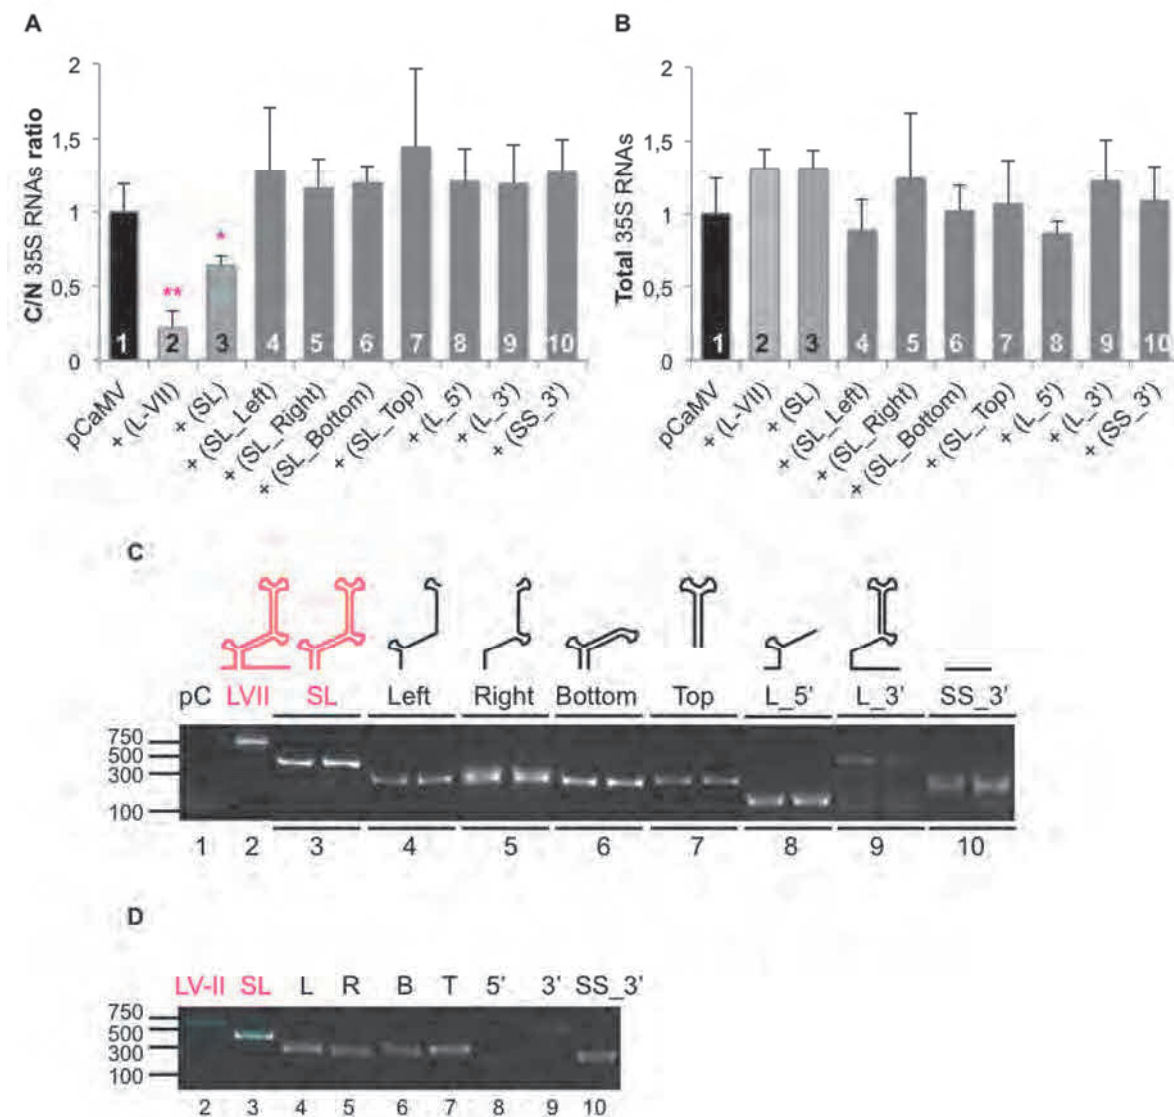 A
C/N 35S RNAs ratio
2
1,5
1
0,5
0
**
*
1 2 3 4 5 6 7 8 9 10
pCaMV
+ (L-VII)
+ (SL)
+ (SL_Left)
+ (SL_Right)
+ (SL_Bottom)
+ (SL_Top)
+ (L_5')
+ (L_3')
+ (SS_3')
B
Total 35S RNAs
2
1,5
1
0,5
0
1 2 3 4 5 6 7 8 9 10
pCaMV
+ (L-VII)
+ (SL)
+ (SL_Left)
+ (SL_Right)
+ (SL_Bottom)
+ (SL_Top)
+ (L_5')
+ (L_3')
+ (SS_3')
C
pC LVII SL Left Right Bottom Top L_5' L_3' SS_3'
750
500
300
100
1 2 3 4 5 6 7 8 9 10
D
LV-II SL L R B T 5' 3' SS_3'
750
500
300
100
2 3 4 5 6 7 8 9 10